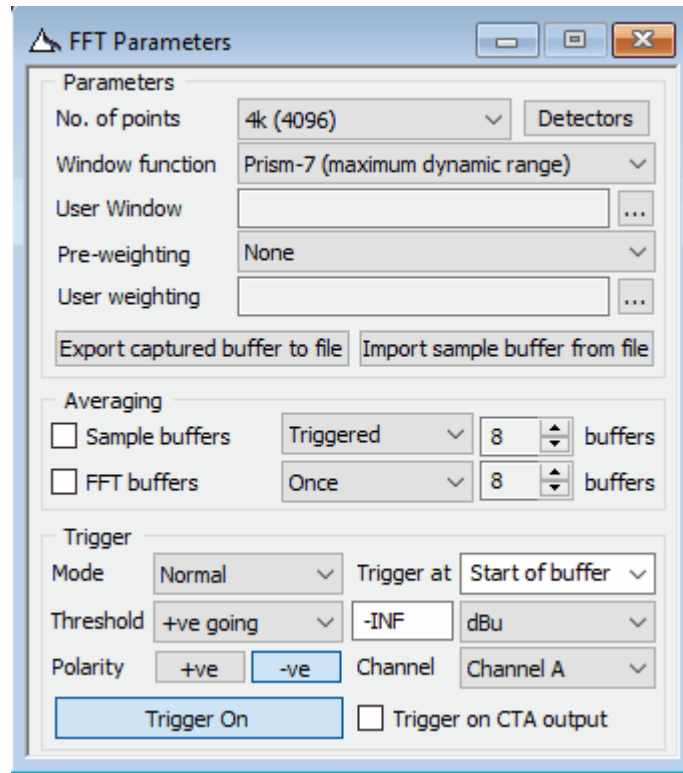 FFT Parameters
Parameters
No. of points 4k (4096) Detectors
Window function Prism-7 (maximum dynamic range)
User Window ...
Pre-weighting None
User weighting ...
Export captured buffer to file Import sample buffer from file
Averaging
Sample buffers Triggered 8 buffers
FFT buffers Once 8 buffers
Trigger
Mode Normal Trigger at Start of buffer
Threshold +ve going -INF dBu
Polarity +ve -ve Channel Channel A
Trigger On Trigger on CTA output